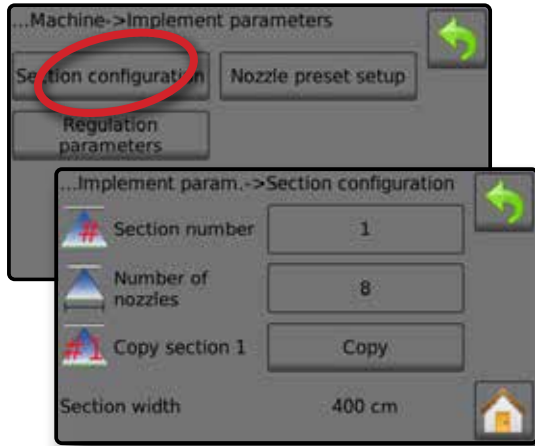 ...Machine->Implement parameters
Section configuration
Nozzle preset setup
Regulation
parameters
...Implement param.->Section configuration
# Section number 1
Number of
nozzles
8
#1 Copy section 1 Copy
Section width 400 cm